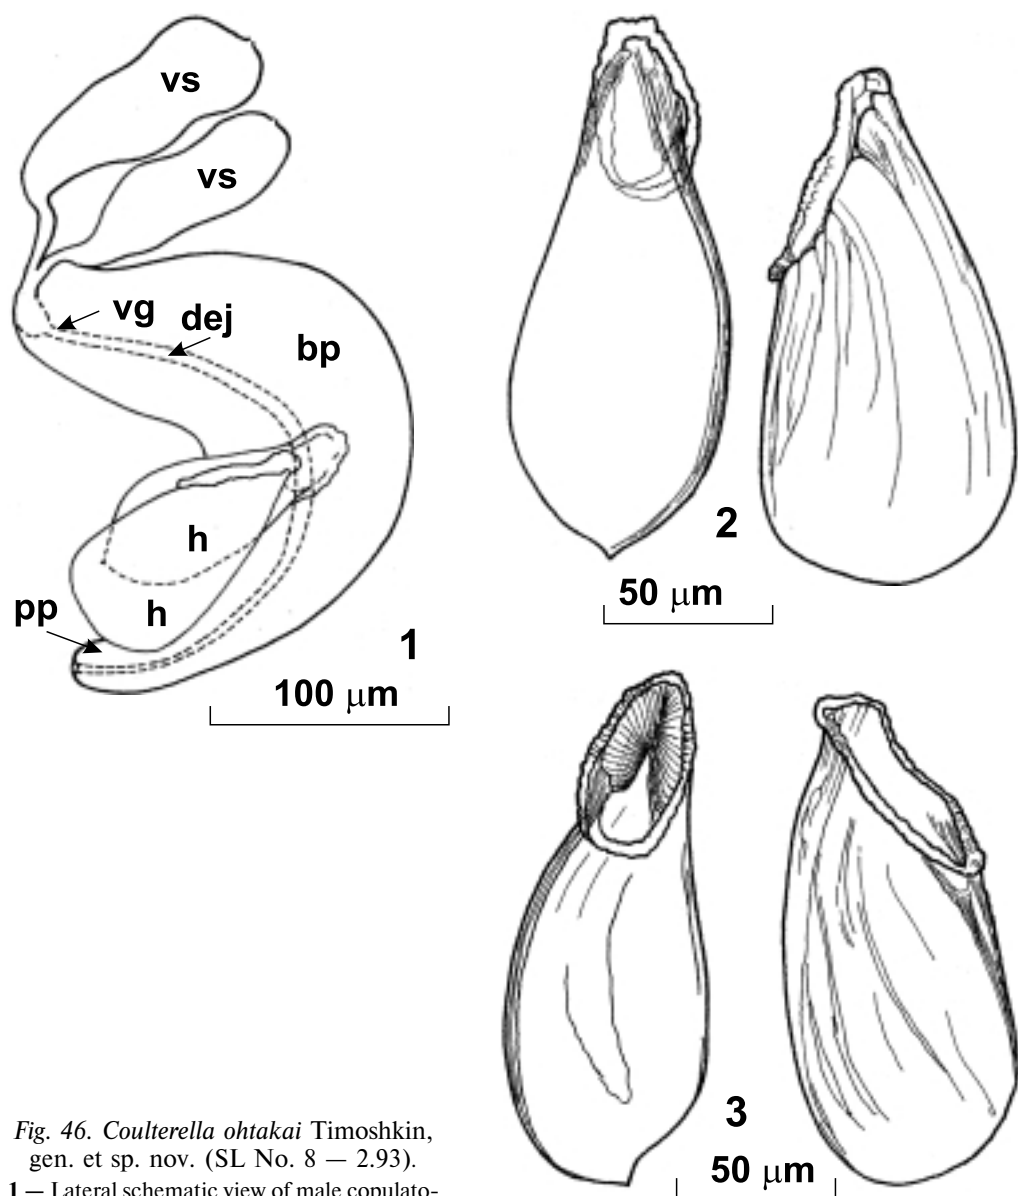 vs
vs
vg
dej
bp
h
h
pp
1
100 μm
2
50 μm
3
50 μm
Fig. 46. Coulterella ohtakai Timoshkin,
gen. et sp. nov. (SL No. 8 — 2.93).
1 — Lateral schematic view of male copulato-